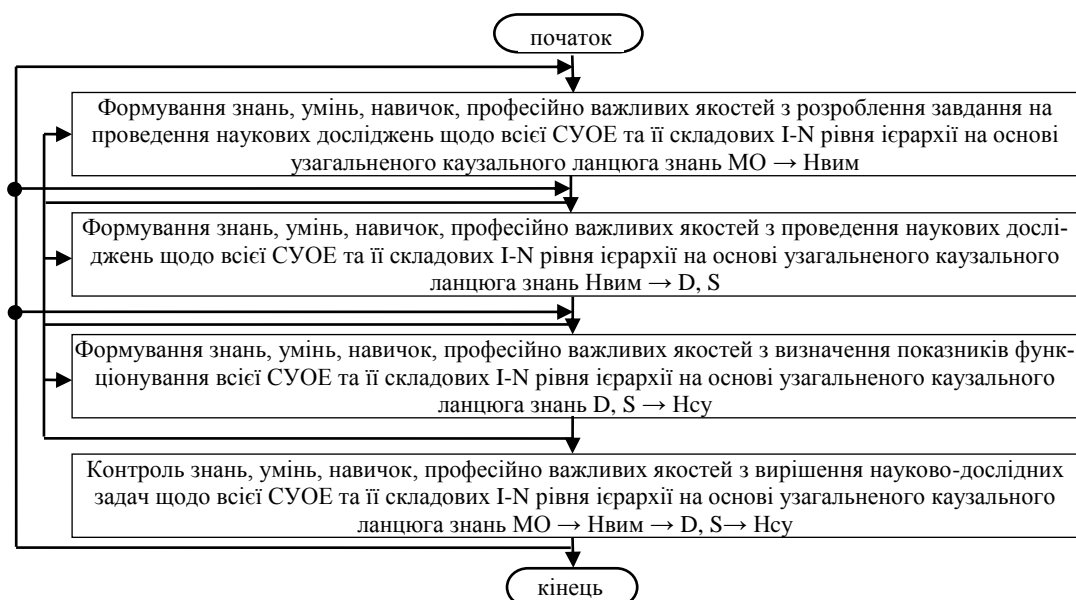 початок
Формування знань, умінь, навичок, професійно важливих якостей з розроблення завдання на
проведення наукових досліджень щодо всієї СУОЕ та її складових I-N рівня ієрархії на основі
узагальненого каузального ланцюга знань МО → Нвим
Формування знань, умінь, навичок, професійно важливих якостей з проведення наукових дослі-
джень щодо всієї СУОЕ та її складових I-N рівня ієрархії на основі узагальненого каузального
ланцюга знань Нвим → D, S
Формування знань, умінь, навичок, професійно важливих якостей з визначення показників функ-
ціонування всієї СУОЕ та її складових I-N рівня ієрархії на основі узагальненого каузального
ланцюга знань D, S → Нсу
Контроль знань, умінь, навичок, професійно важливих якостей з вирішення науково-дослідних
задач щодо всієї СУОЕ та її складових I-N рівня ієрархії на основі узагальненого каузального
ланцюга знань МО → Нвим → D, S→ Нсу
кінець